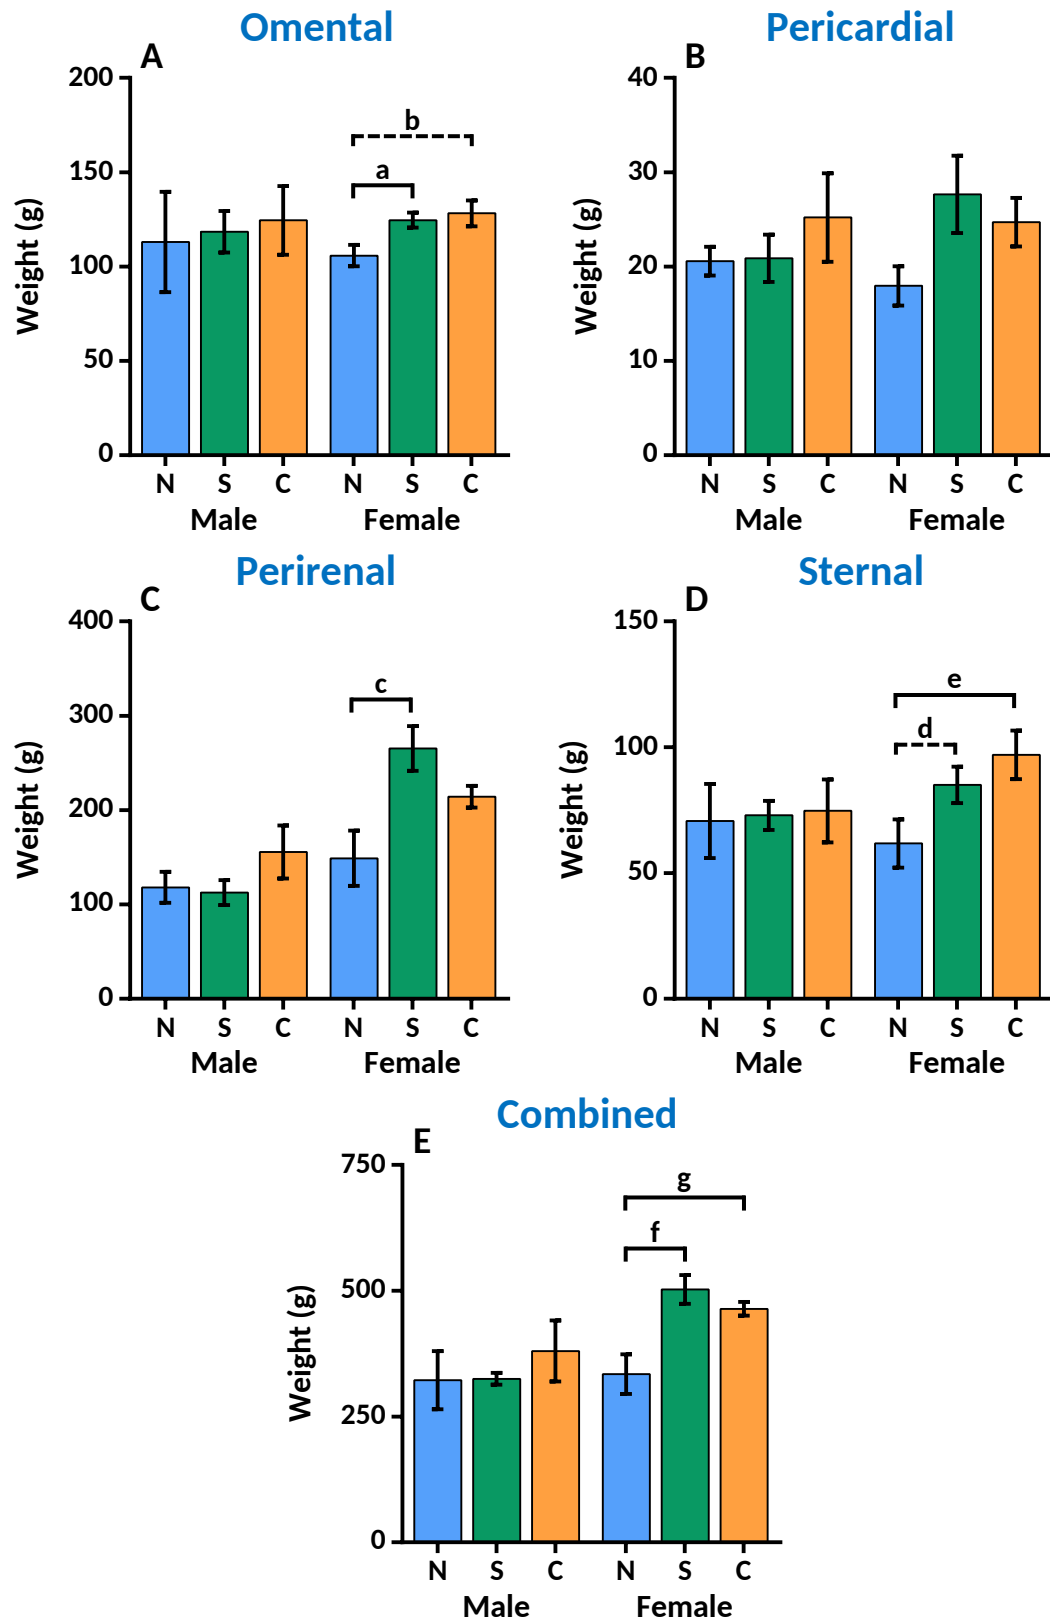 Omental
A
200
150
100
50
0
Weight (g)
b
a
N S C N S C
Male Female
Pericardial
B
40
30
20
10
0
Weight (g)
N S C N S C
Male Female
Perirenal
C
400
300
200
100
0
Weight (g)
c
N S C N S C
Male Female
Sternal
D
150
100
50
0
Weight (g)
e
d
N S C N S C
Male Female
Combined
E
750
500
250
0
Weight (g)
g
f
N S C N S C
Male Female